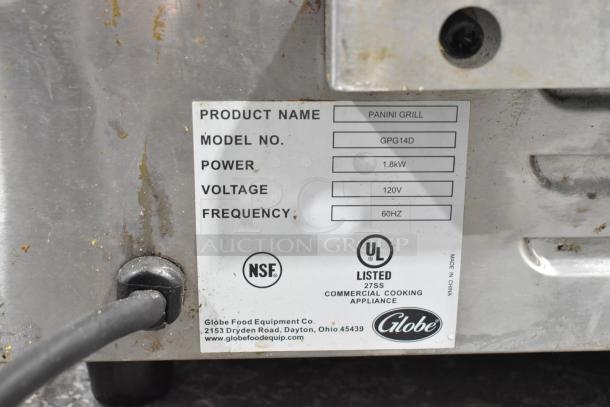 PRODUCT NAME PANINI GRILL
MODEL NO. GPG14D
POWER 1.8kW
VOLTAGE 120V
FREQUENCY. 60HZ
AUCTION GROUP
NSF.
UL
LISTED
27SS
COMMERCIAL COOKING
APPLIANCE
MADE IN CHINA
Globe Food Equipment Co.
2153 Dryden Road, Dayton, Ohio 45439
www.globefoodequip.com
Globe